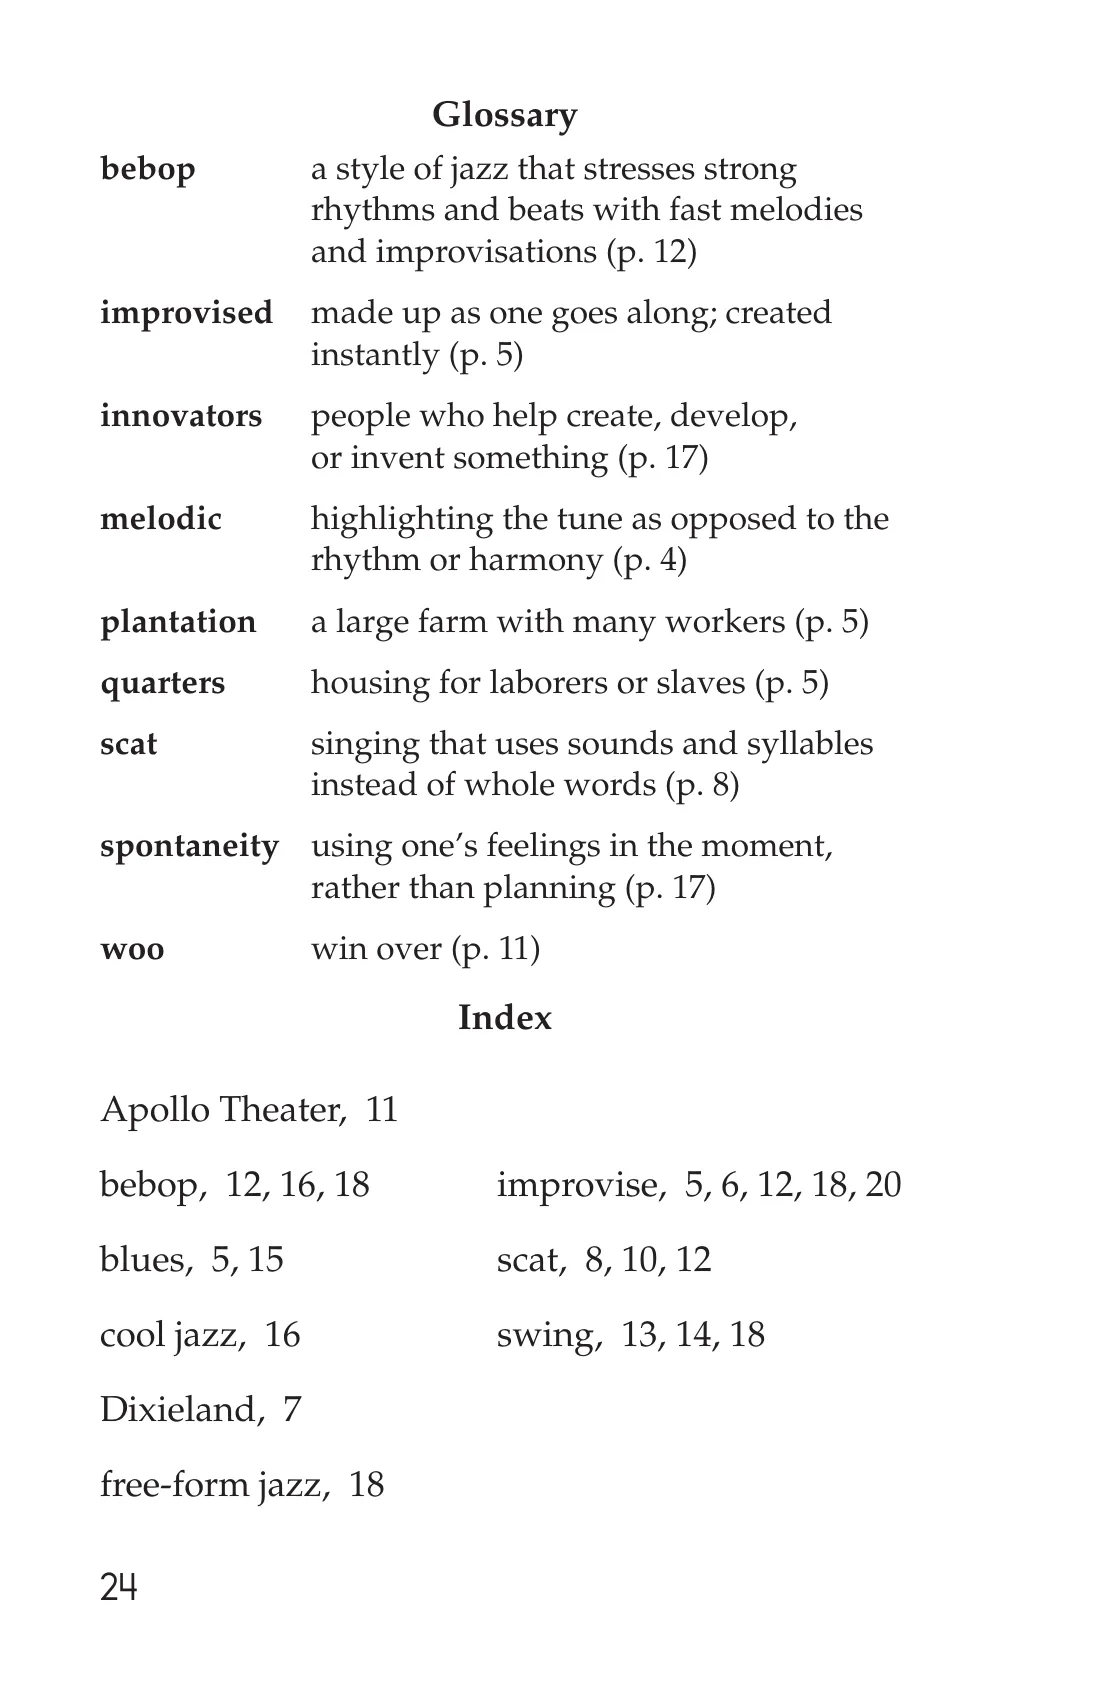 Glossary
bebop a style of jazz that stresses strong
rhythms and beats with fast melodies
and improvisations (p. 12)
improvised made up as one goes along; created
instantly (p. 5)
innovators people who help create, develop,
or invent something (p. 17)
melodic highlighting the tune as opposed to the
rhythm or harmony (p. 4)
plantation a large farm with many workers (p. 5)
quarters housing for laborers or slaves (p. 5)
scat singing that uses sounds and syllables
instead of whole words (p. 8)
spontaneity using one’s feelings in the moment,
rather than planning (p. 17)
woo win over (p. 11)
Index
Apollo Theater, 11
bebop, 12, 16, 18
blues, 5, 15
cool jazz, 16
Dixieland, 7
free-form jazz, 18
improvise, 5, 6, 12, 18, 20
scat, 8, 10, 12
swing, 13, 14, 18
24